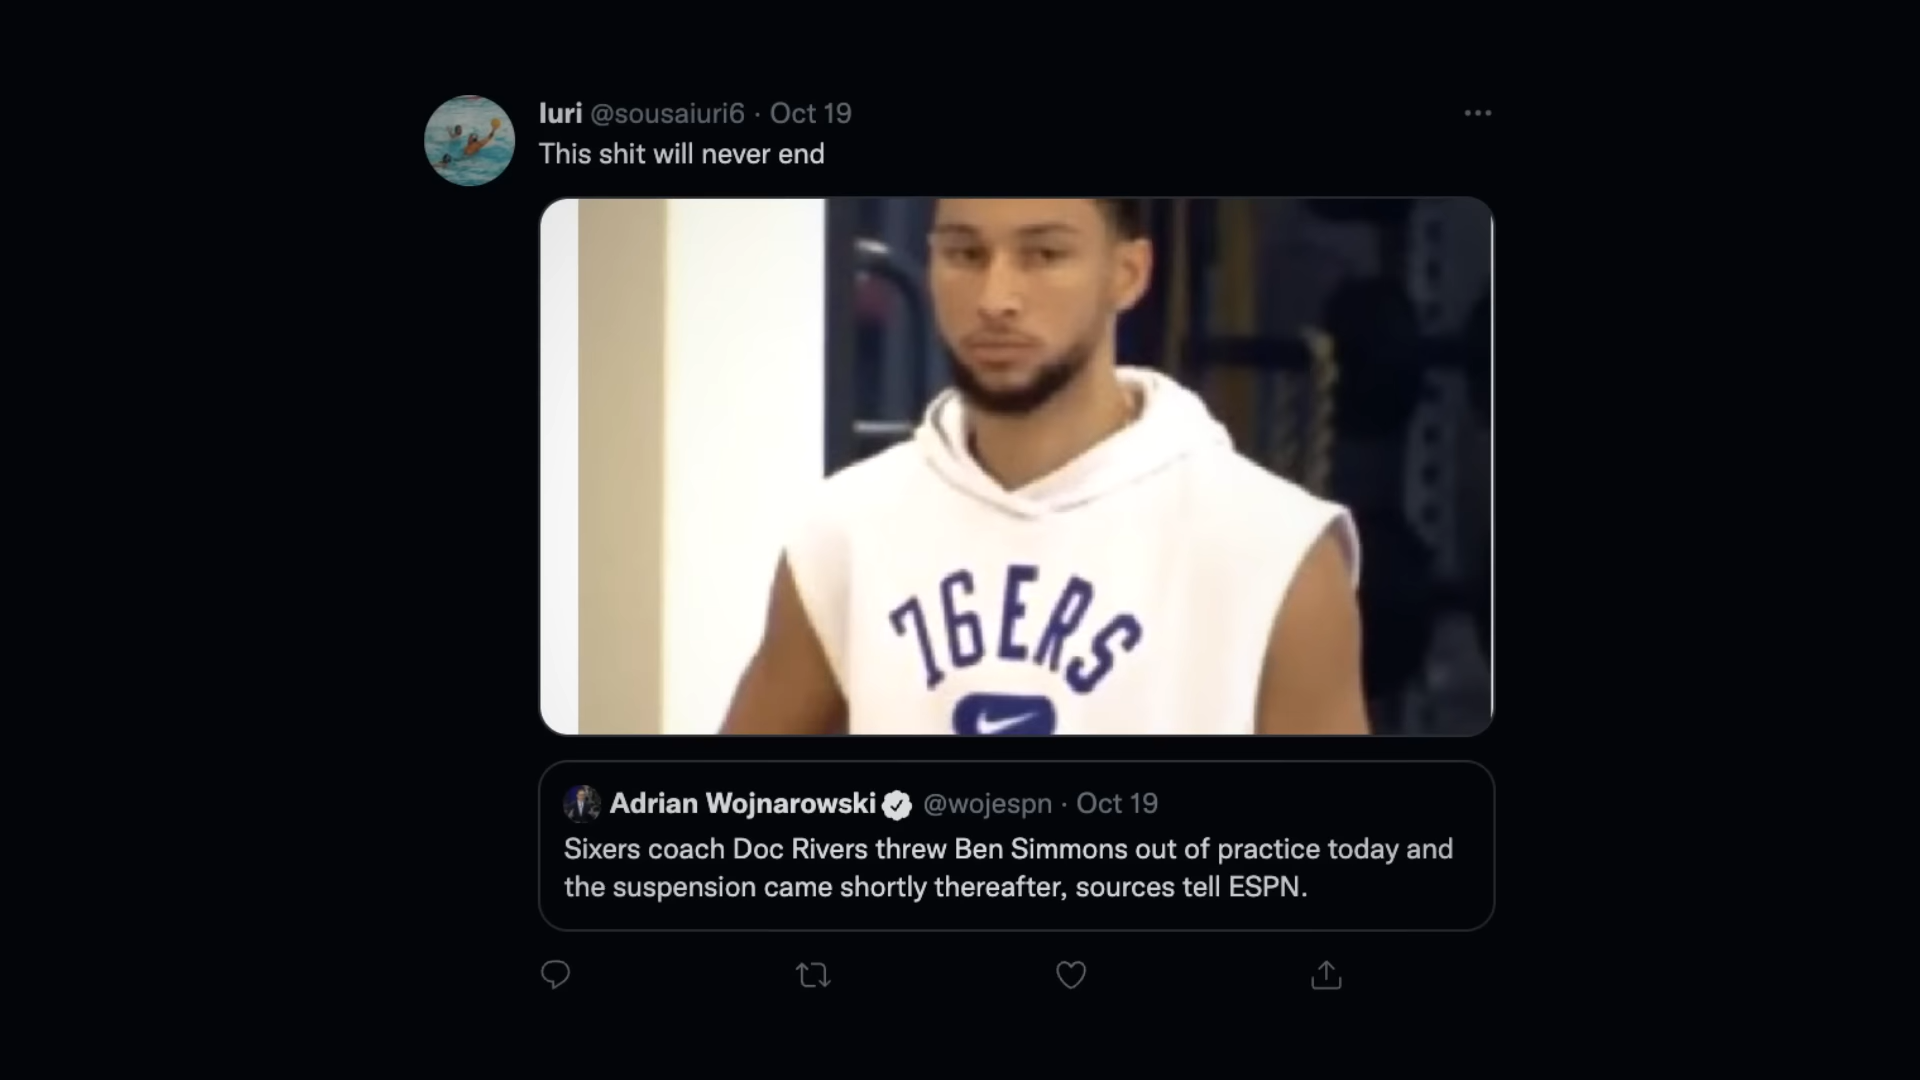 Iuri @sousaiuri6 · Oct 19
This shit will never end
76ERS
Adrian Wojnarowski @wojespn · Oct 19
Sixers coach Doc Rivers threw Ben Simmons out of practice today and
the suspension came shortly thereafter, sources tell ESPN.